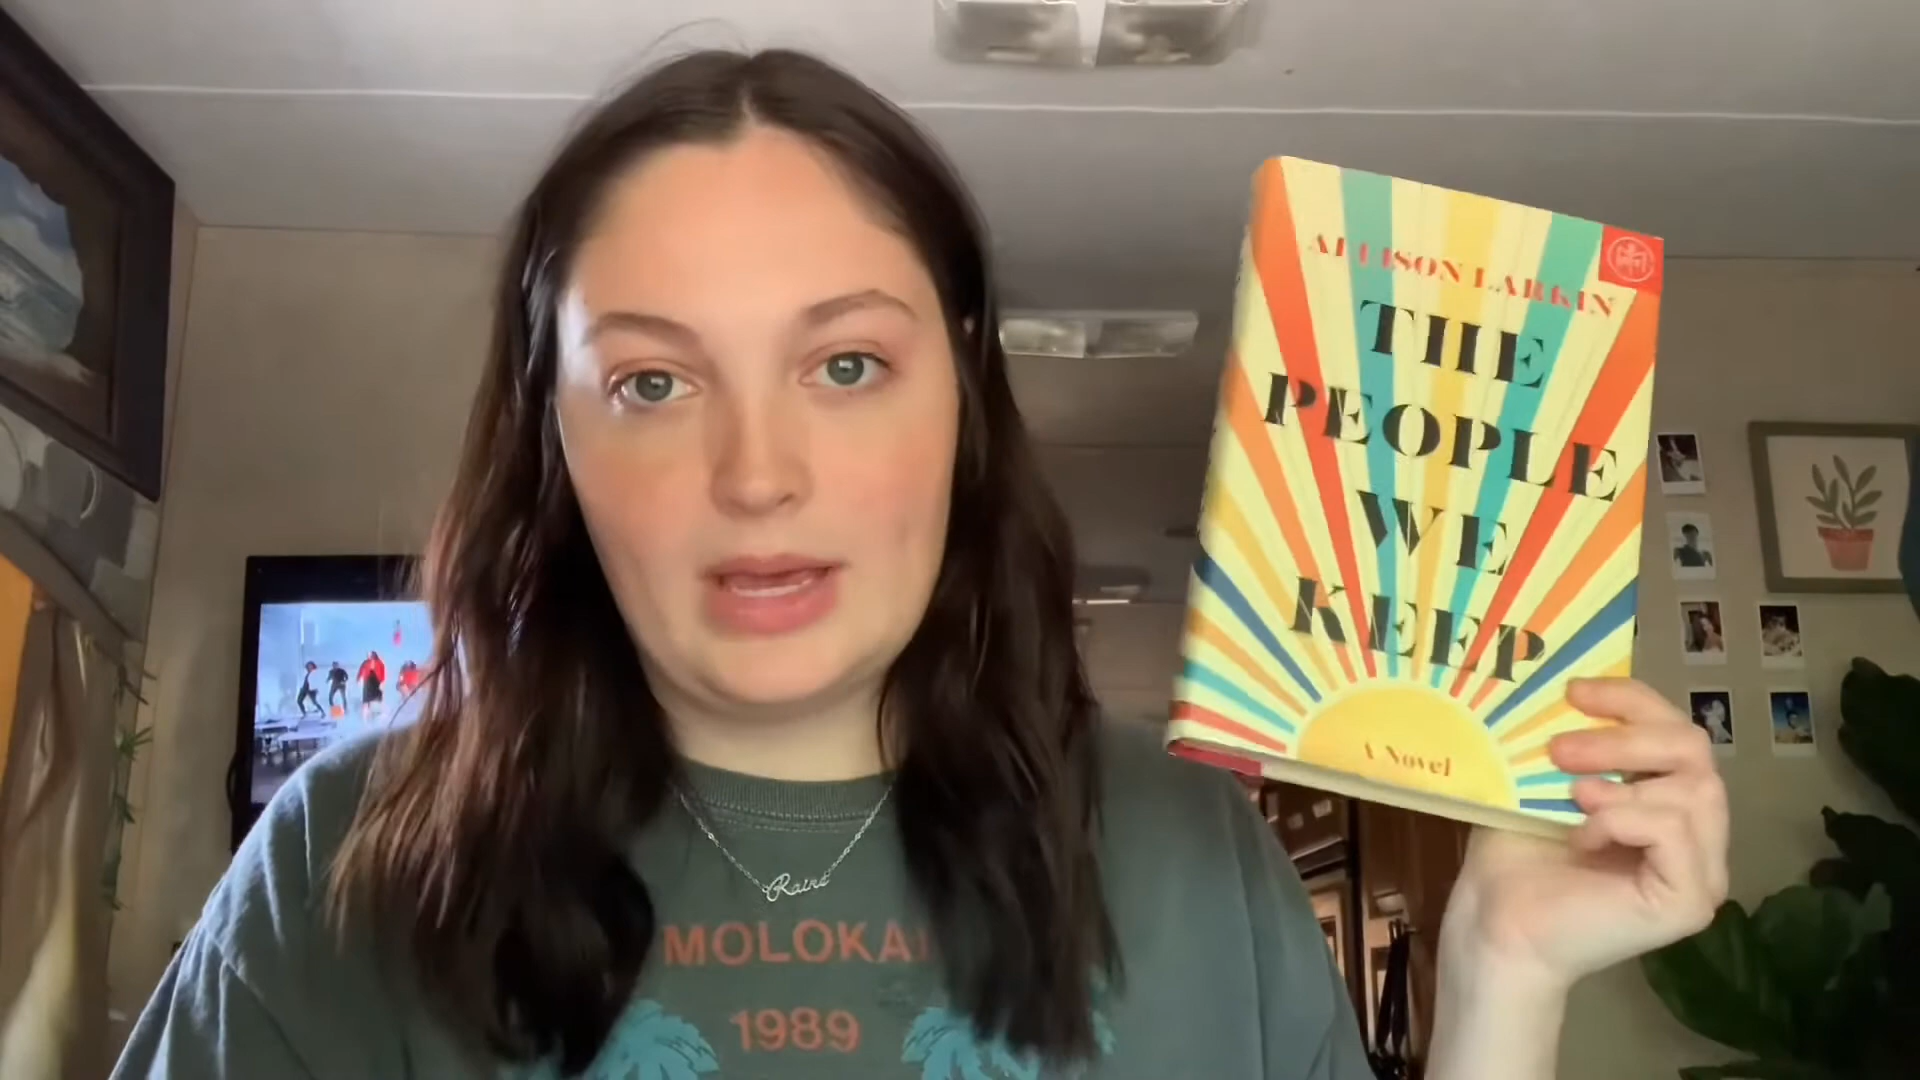 ALLISON LARKIN
THE
PEOPLE
WE
KEEP
A Novel
Raine
MOLOKAI
1989